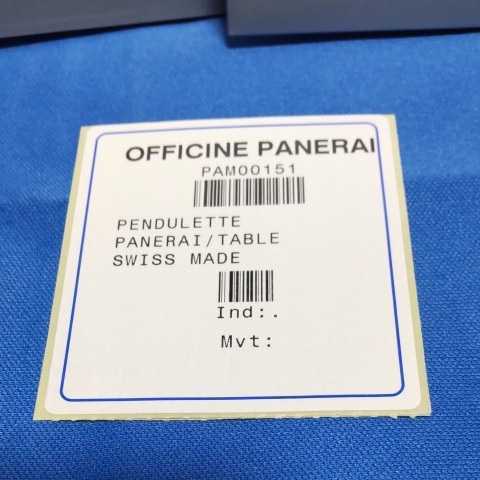 OFFICINE PANERAI
PAM00151
PENDULETTE
PANERAI/TABLE
SWISS MADE
Ind:.
Mvt: